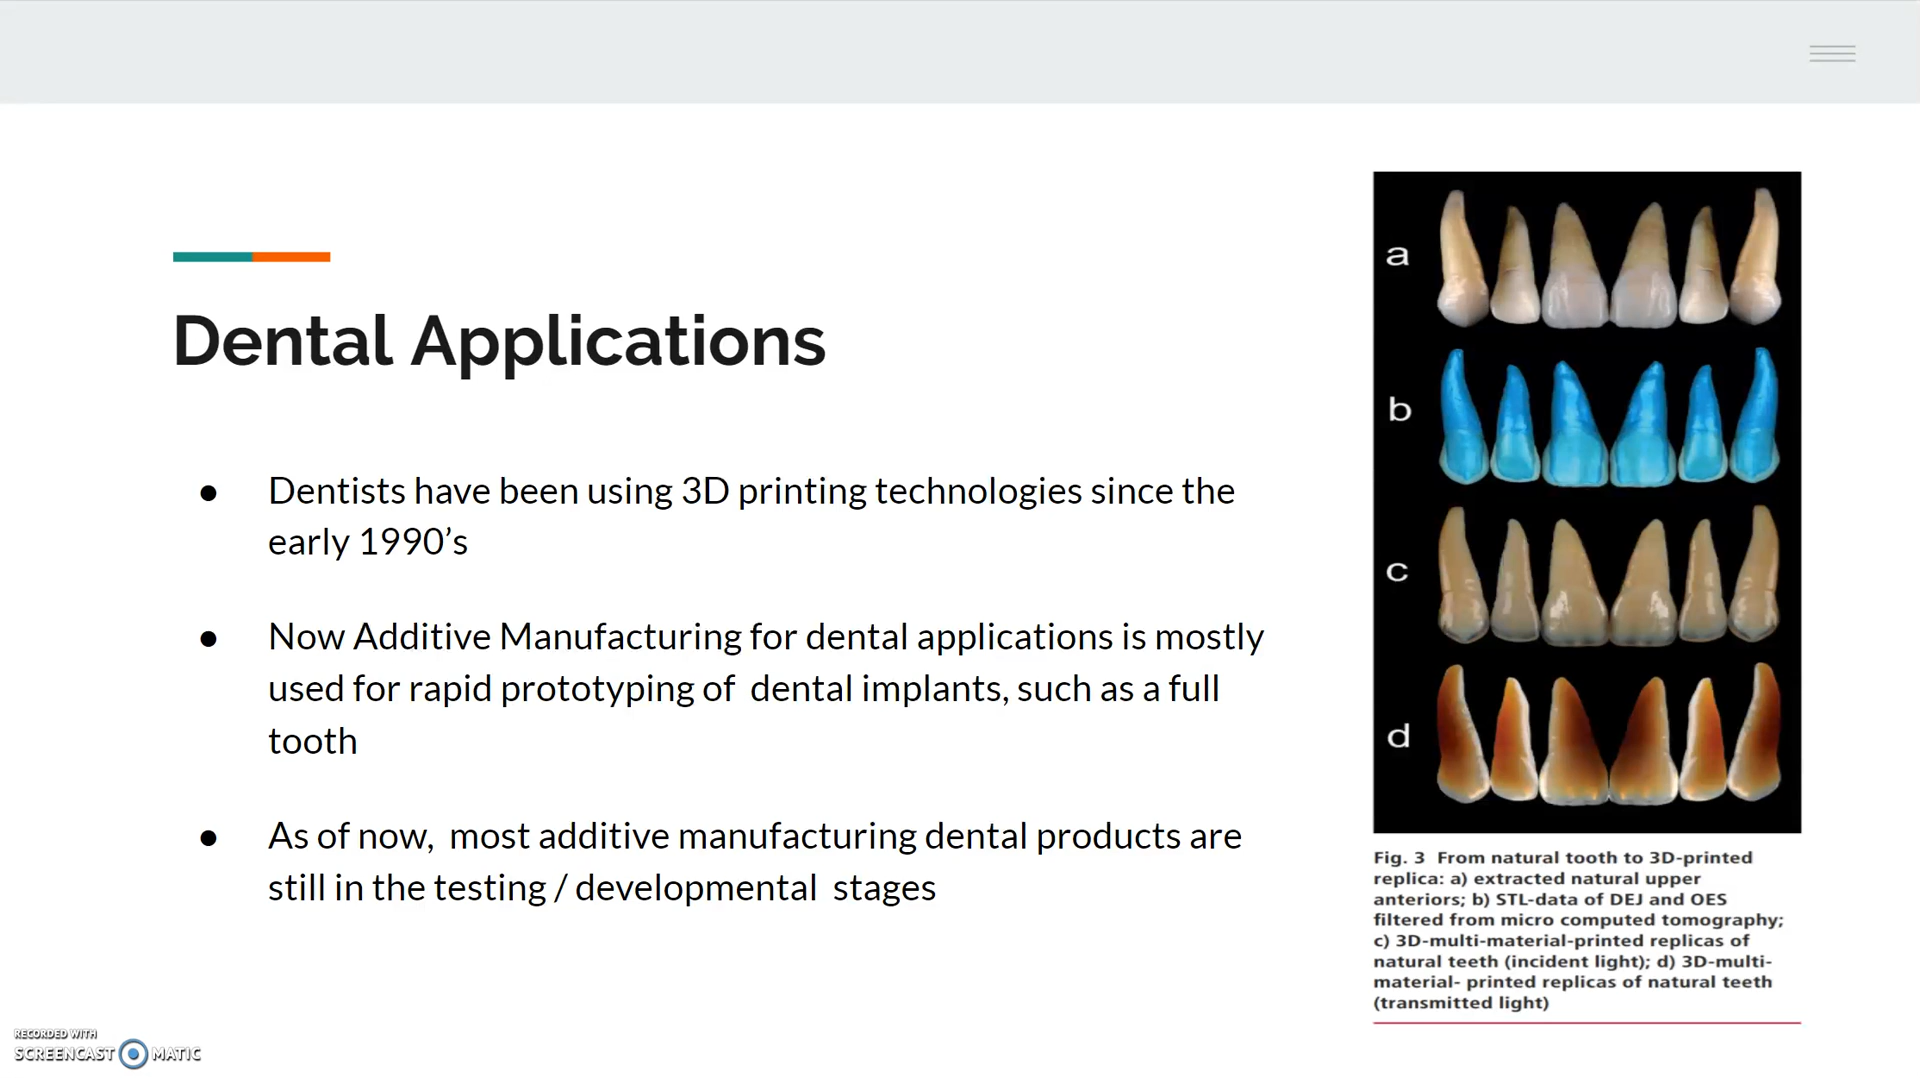 Dental Applications
● Dentists have been using 3D printing technologies since the
early 1990’s
● Now Additive Manufacturing for dental applications is mostly
used for rapid prototyping of  dental implants, such as a full
tooth
● As of now,  most additive manufacturing dental products are
still in the testing / developmental  stages
a
b
c
d
Fig. 3  From natural tooth to 3D-printed
replica: a) extracted natural upper
anteriors; b) STL-data of DEJ and OES
filtered from micro computed tomography;
c) 3D-multi-material-printed replicas of
natural teeth (incident light); d) 3D-multi-
material- printed replicas of natural teeth
(transmitted light)
RECORDED WITH
SCREENCAST MATIC